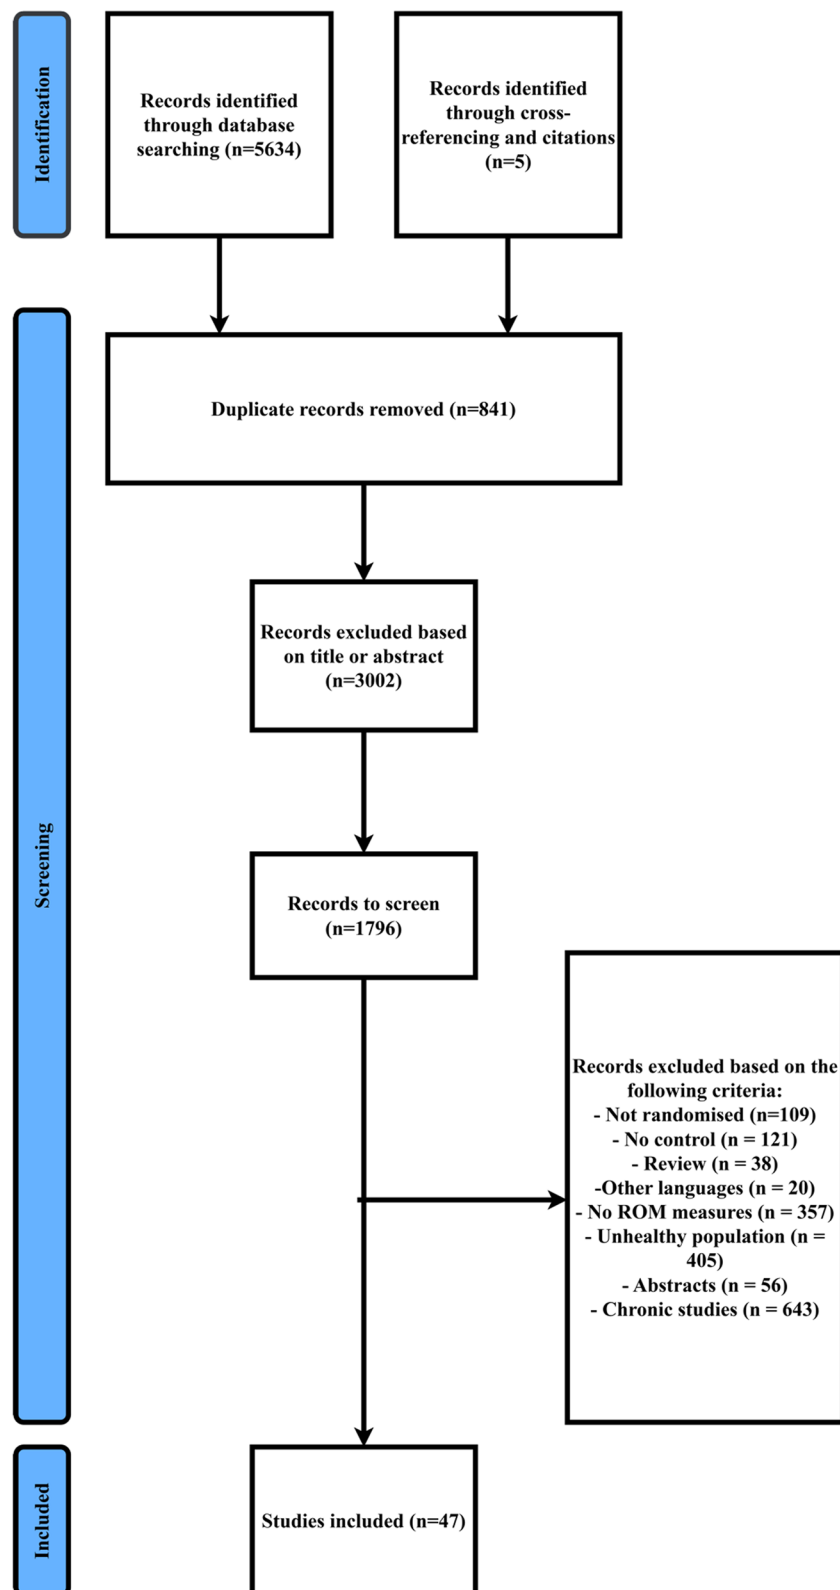 Identification
Records identified
through database
searching (n=5634)
Records identified
through cross-
referencing and citations
(n=5)
Screening
Duplicate records removed (n=841)
Records excluded based
on title or abstract
(n=3002)
Records to screen
(n=1796)
Records excluded based on the
following criteria:
- Not randomised (n=109)
- No control (n = 121)
- Review (n = 38)
-Other languages (n = 20)
- No ROM measures (n = 357)
- Unhealthy population (n =
405)
- Abstracts (n = 56)
- Chronic studies (n = 643)
Included
Studies included (n=47)